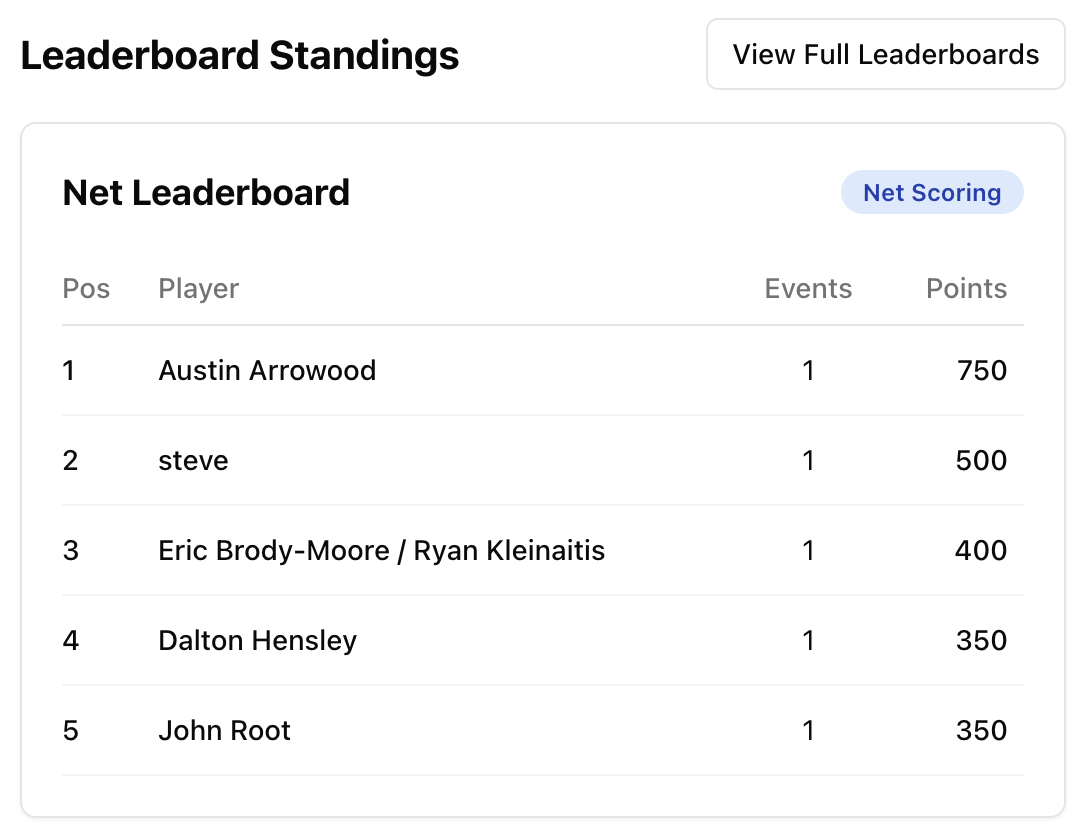 Leaderboard Standings
View Full Leaderboards
Net Leaderboard
Net Scoring
Pos Player Events Points
1 Austin Arrowood 1 750
2 steve 1 500
3 Eric Brody-Moore / Ryan Kleinaitis 1 400
4 Dalton Hensley 1 350
5 John Root 1 350